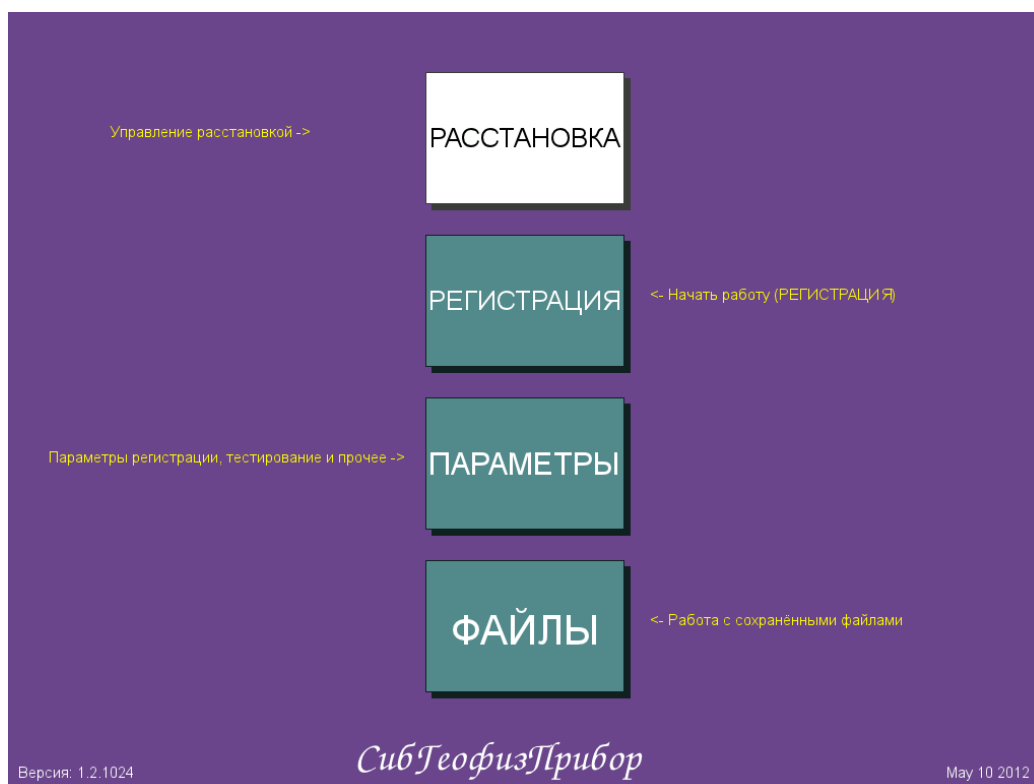 Управление расстановкой ->
РАССТАНОВКА
РЕГИСТРАЦИЯ
<- Начать работу (РЕГИСТРАЦИЯ)
Параметры регистрации, тестирование и прочее ->
ПАРАМЕТРЫ
ФАЙЛЫ
<- Работа с сохранёнными файлами
Версия: 1.2.1024
СибГеофизПрибор
May 10 2012